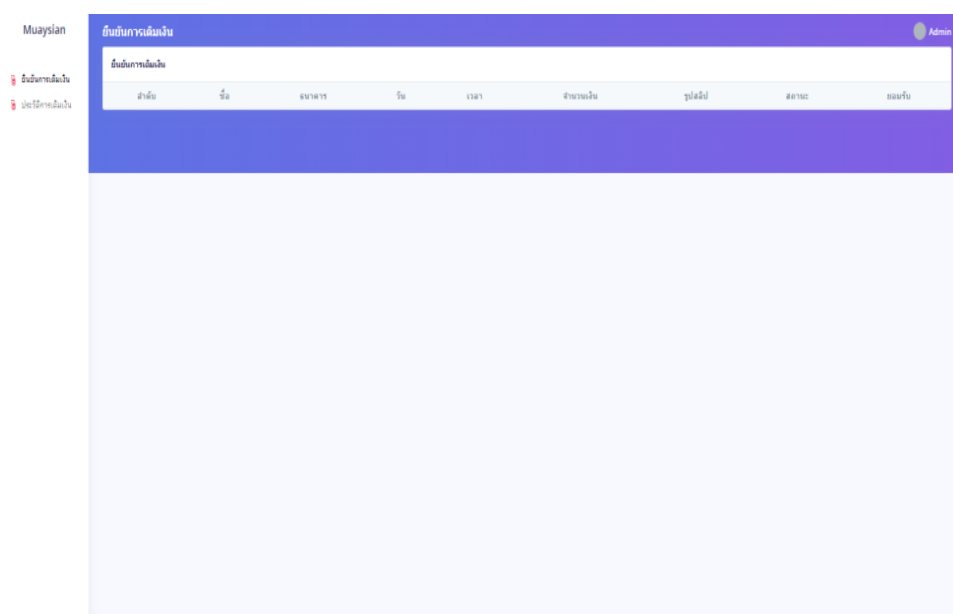 Muaysian
ยืนยันการเติมเงิน
Admin
ยืนยันการเติมเงิน
ยืนยันการเติมเงิน
ประวัติการเติมเงิน
ลำดับ ชื่อ ธนาคาร วัน เวลา จำนวนเงิน รูปสลิป สถานะ ยอมรับ